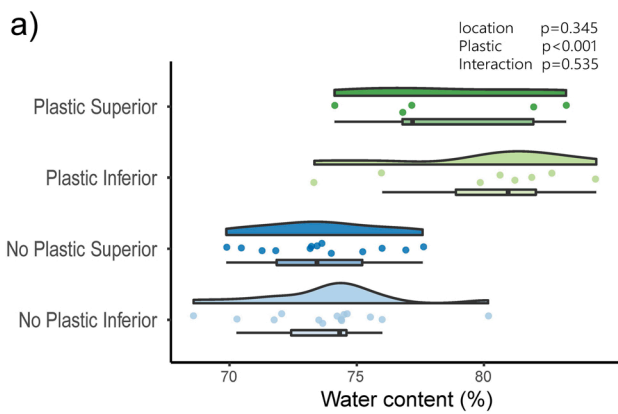 a)
location p=0.345
Plastic p<0.001
Interaction p=0.535
Plastic Superior
Plastic Inferior
No Plastic Superior
No Plastic Inferior
70 75 80
Water content (%)